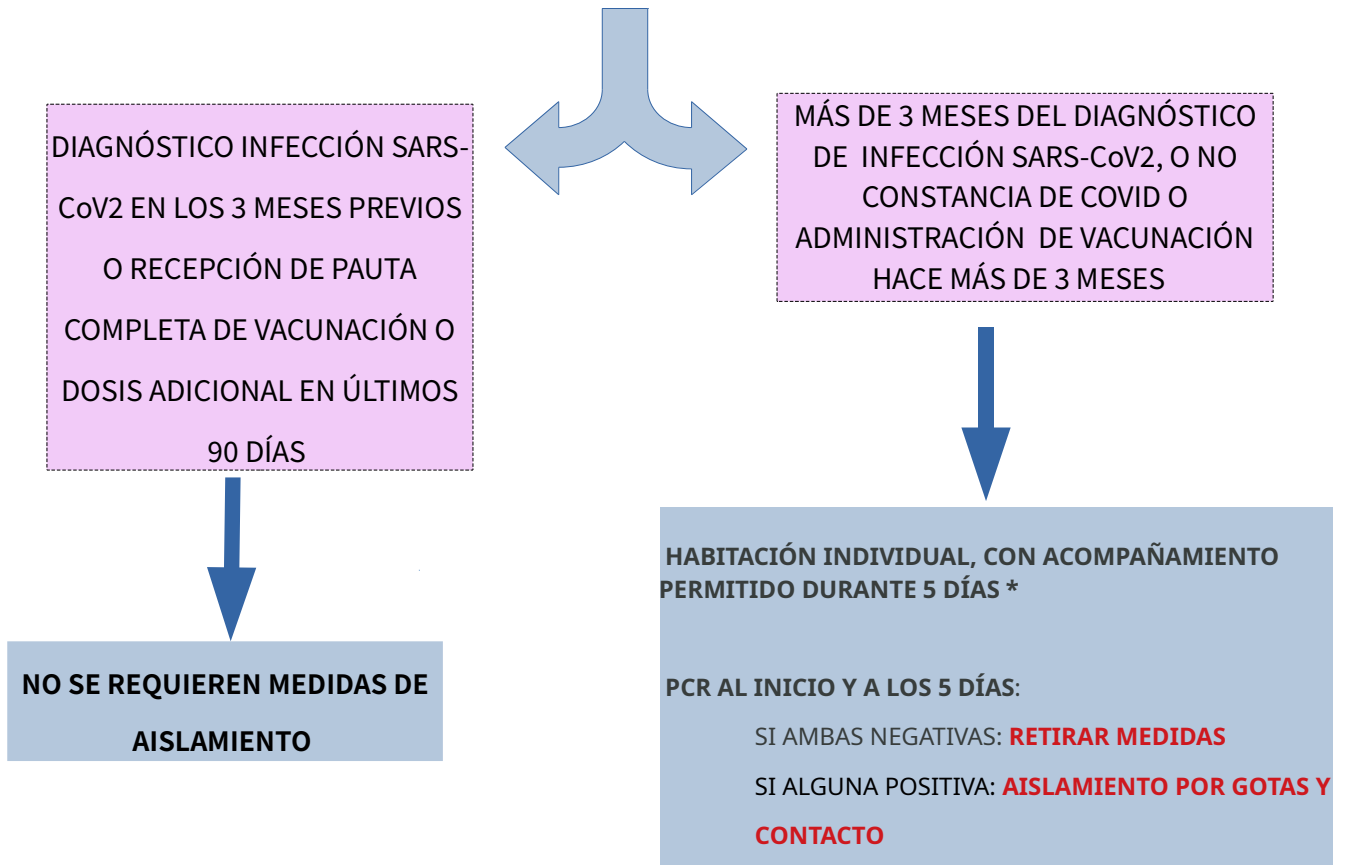 DIAGNÓSTICO INFECCIÓN SARS-
CoV2 EN LOS 3 MESES PREVIOS
O RECEPCIÓN DE PAUTA
COMPLETA DE VACUNACIÓN O
DOSIS ADICIONAL EN ÚLTIMOS
90 DÍAS
NO SE REQUIEREN MEDIDAS DE
AISLAMIENTO
MÁS DE 3 MESES DEL DIAGNÓSTICO
DE INFECCIÓN SARS-CoV2, O NO
CONSTANCIA DE COVID O
ADMINISTRACIÓN DE VACUNACIÓN
HACE MÁS DE 3 MESES
HABITACIÓN INDIVIDUAL, CON ACOMPAÑAMIENTO
PERMITIDO DURANTE 5 DÍAS *
PCR AL INICIO Y A LOS 5 DÍAS:
SI AMBAS NEGATIVAS: RETIRAR MEDIDAS
SI ALGUNA POSITIVA: AISLAMIENTO POR GOTAS Y
CONTACTO